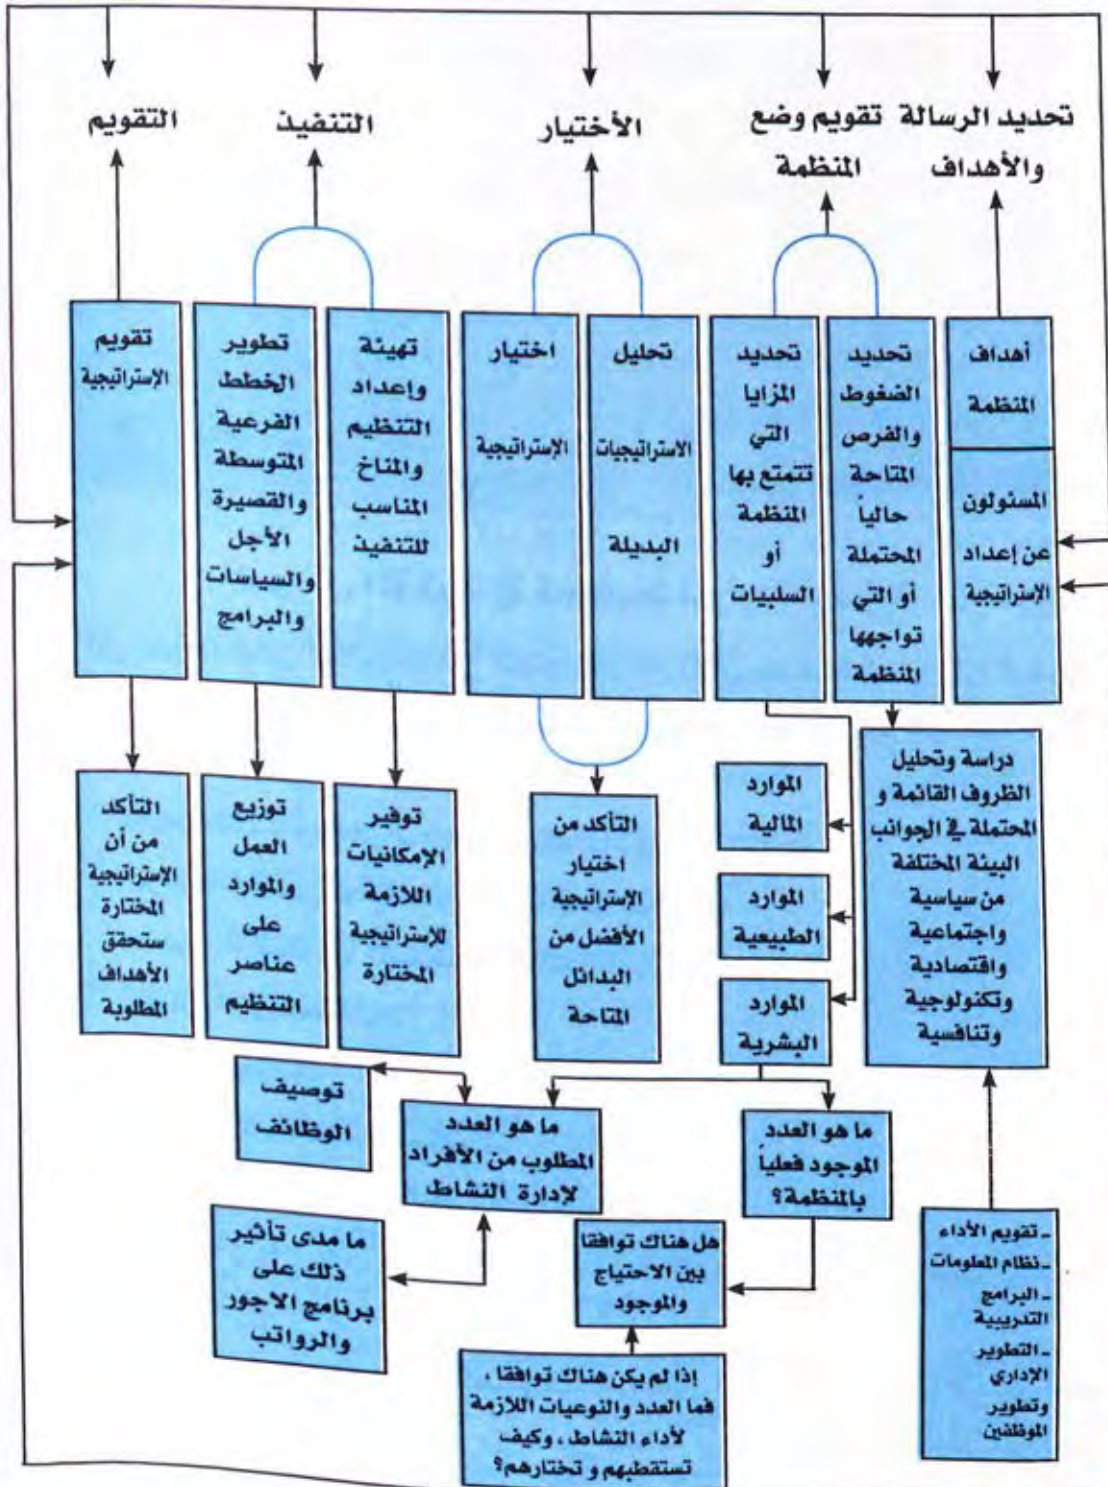 تحديد الرسالة
والأهداف
تقويم وضع
المنظمة
الأختيار
التنفيذ
التقويم
أهداف
المنظمة
المسئولون
عن إعداد
الإستراتيجية
تحديد
الضغوط
والفرص
المتاحة
حالياً
المحتملة
أو التي
تواجهها
المنظمة
تحديد
المزايا
التي
تتمتع بها
المنظمة
أو
السلبيات
تحليل
الاستراتيجيات
البديلة
اختيار
الإستراتيجية
تهيئة
وإعداد
التنظيم
والمناخ
المناسب
للتنفيذ
تطوير
الخطط
الفرعية
المتوسطة
والقصيرة
الأجل
والسياسات
والبرامج
تقويم
الإستراتيجية
دراسة وتحليل
الظروف القائمة و
المحتملة في الجوانب
البيئة المختلفة
من سياسية
واجتماعية
واقتصادية
وتكنولوجية
وتنافسية
الموارد
المالية
الموارد
الطبيعية
الموارد
البشرية
التأكد من
اختيار
الإستراتيجية
الأفضل من
البدائل
المتاحة
توفير
الإمكانيات
اللازمة
للإستراتيجية
المختارة
توزيع
العمل
والموارد
على
عناصر
التنظيم
التأكد
من أن
الإستراتيجية
المختارة
ستحقق
الأهداف
المطلوبة
ما هو العدد
الموجود فعلياً
بالمنظمة؟
ما هو العدد
المطلوب من الأفراد
لإدارة النشاط
توصيف
الوظائف
هل هناك توافقا
بين الاحتياج
والموجود
ما مدى تأثير
ذلك على
برنامج الاجور
والرواتب
ـ تقويم الأداء
ـ نظام المعلومات
ـ البرامج
التدريبية
ـ التطوير
الإداري
وتطوير
الموظفين
إذا لم يكن هناك توافقا ،
فما العدد والنوعيات اللازمة
لأداء النشاط ، وكيف
تستقطبهم و تختارهم؟